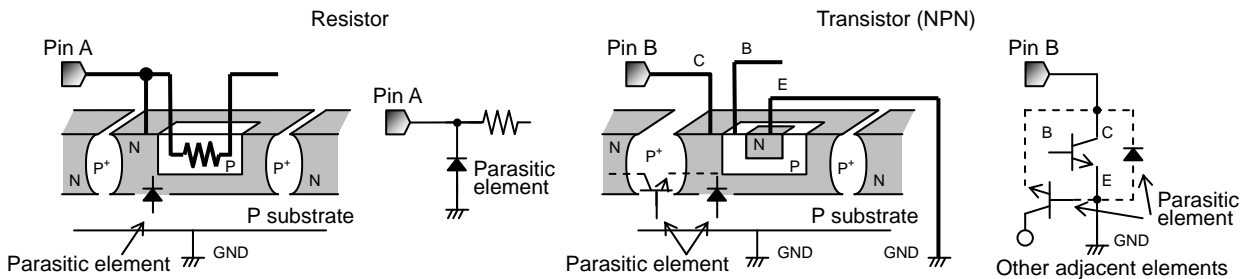 Resistor
Transistor (NPN)
Pin A
Pin B
C
B
E
Pin B
Pin A
N
P+
N
P
P+
N
Parasitic
element
N
P+
N
P
P+
N
B
C
E
P substrate
P substrate
Parasitic
element
Parasitic element
GND
Parasitic element
GND
GND
GND
Other adjacent elements